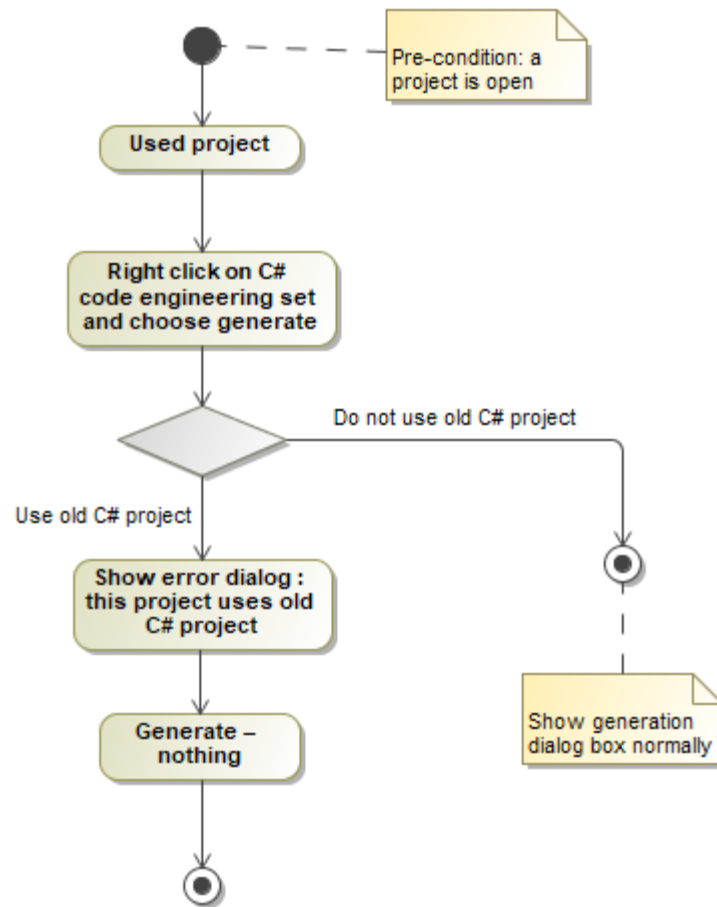 Pre-condition: a
project is open
Used project
Right click on C#
code engineering set
and choose generate
Do not use old C# project
Use old C# project
Show error dialog :
this project uses old
C# project
Show generation
dialog box normally
Generate –
nothing